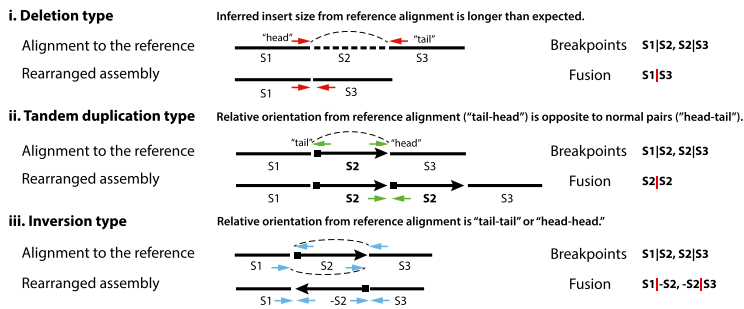 i. Deletion type Inferred insert size from reference alignment is longer than expected.
Alignment to the reference "head" "tail" Breakpoints S1|S2, S2|S3
S1 S2 S3
Rearranged assembly Fusion S1|S3
S1 S3
ii. Tandem duplication type Relative orientation from reference alignment ("tail-head") is opposite to normal pairs ("head-tail").
"tail" "head"
Alignment to the reference Breakpoints S1|S2, S2|S3
S1 S2 S3
Rearranged assembly Fusion S2|S2
S1 S2 S2 S3
iii. Inversion type Relative orientation from reference alignment is "tail-tail" or "head-head."
Alignment to the reference Breakpoints S1|S2, S2|S3
S1 S2 S3
Rearranged assembly Fusion S1|-S2, -S2|S3
S1 -S2 S3